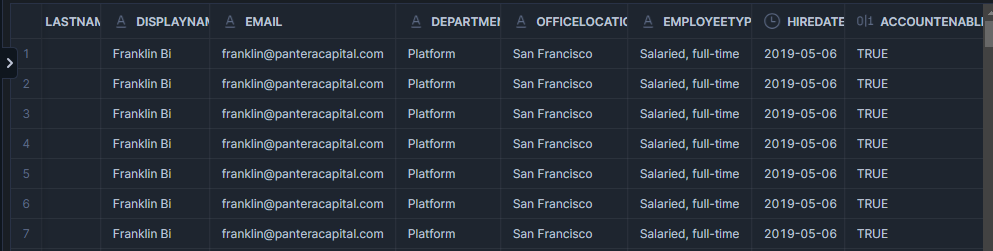 LASTNAM A DISPLAYNAM A EMAIL A DEPARTMEN A OFFICELOCATIO A EMPLOYEETYP HIREDATE 0|1 ACCOUNTENABL
1 Franklin Bi franklin@panteracapital.com Platform San Francisco Salaried, full-time 2019-05-06 TRUE
2 Franklin Bi franklin@panteracapital.com Platform San Francisco Salaried, full-time 2019-05-06 TRUE
3 Franklin Bi franklin@panteracapital.com Platform San Francisco Salaried, full-time 2019-05-06 TRUE
4 Franklin Bi franklin@panteracapital.com Platform San Francisco Salaried, full-time 2019-05-06 TRUE
5 Franklin Bi franklin@panteracapital.com Platform San Francisco Salaried, full-time 2019-05-06 TRUE
6 Franklin Bi franklin@panteracapital.com Platform San Francisco Salaried, full-time 2019-05-06 TRUE
7 Franklin Bi franklin@panteracapital.com Platform San Francisco Salaried, full-time 2019-05-06 TRUE